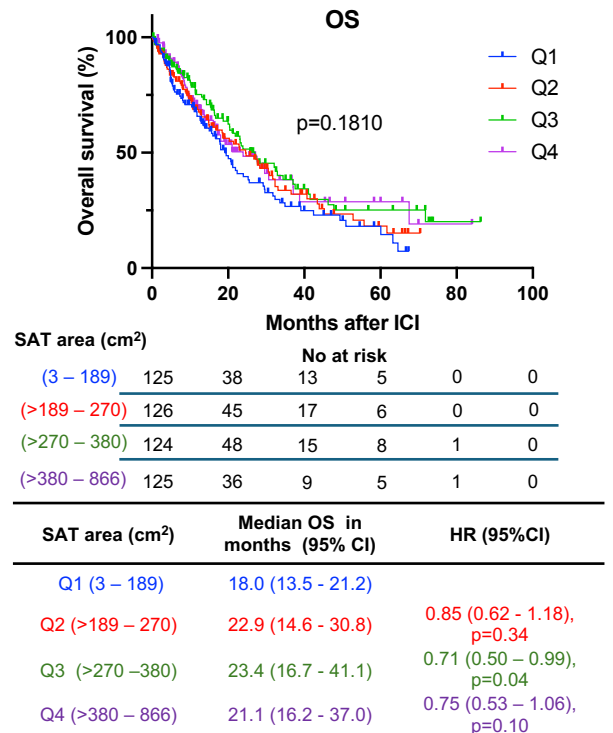 OS
Overall survival (%)
100
50
0
Q1
Q2
Q3
Q4
p=0.1810
0 20 40 60 80 100
Months after ICI
SAT area (cm²)
No at risk
(3 – 189) 125 38 13 5 0 0
(>189 – 270) 126 45 17 6 0 0
(>270 – 380) 124 48 15 8 1 0
(>380 – 866) 125 36 9 5 1 0
SAT area (cm²) Median OS in months (95% CI) HR (95%CI)
Q1 (3 – 189) 18.0 (13.5 - 21.2)
Q2 (>189 – 270) 22.9 (14.6 - 30.8) 0.85 (0.62 - 1.18), p=0.34
Q3 (>270 –380) 23.4 (16.7 - 41.1) 0.71 (0.50 – 0.99), p=0.04
Q4 (>380 – 866) 21.1 (16.2 - 37.0) 0.75 (0.53 – 1.06), p=0.10